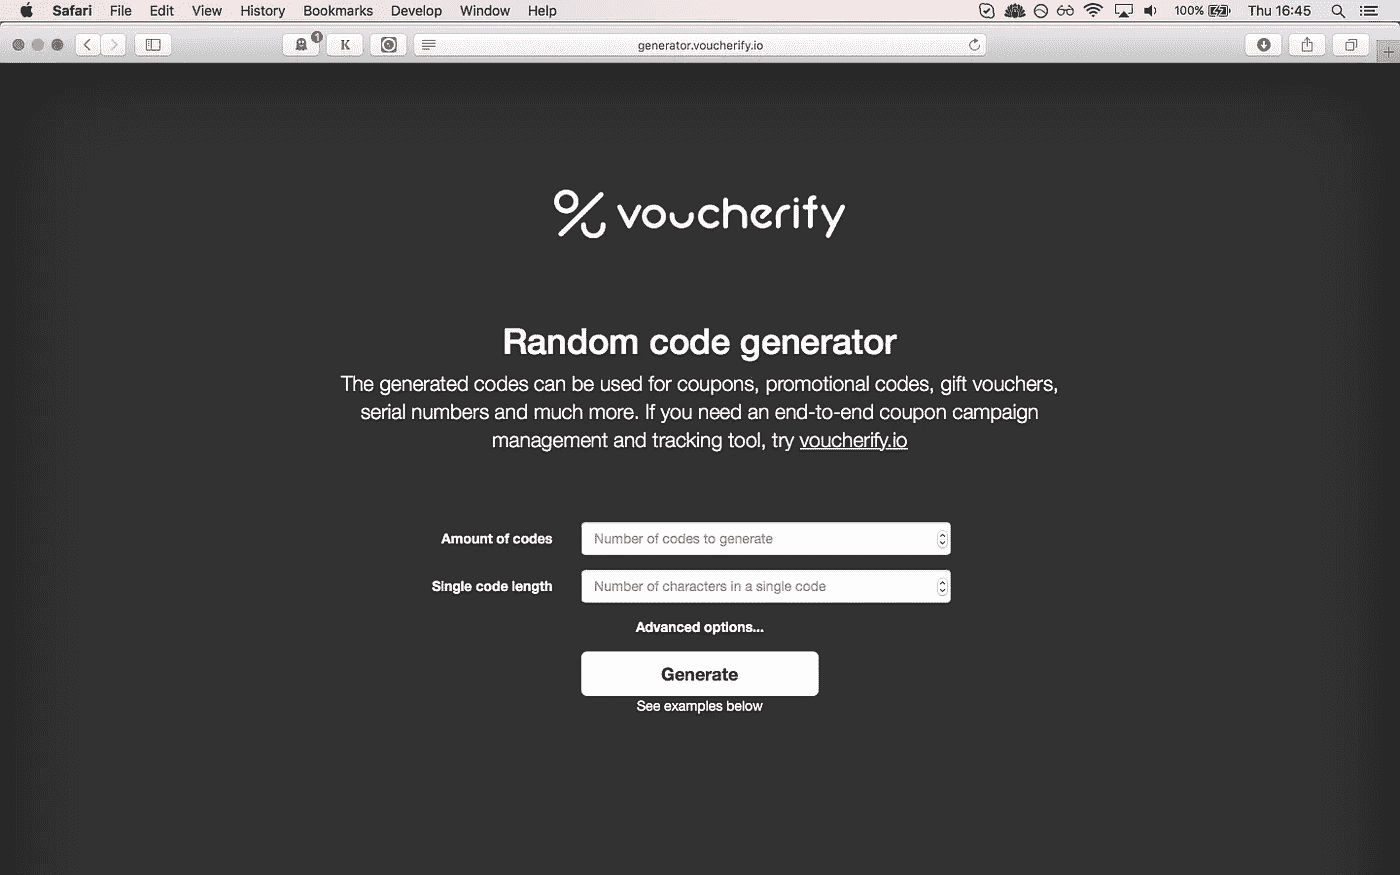 Safari File Edit View History Bookmarks Develop Window Help 100% Thu 16:45
1 K generator.voucherify.io
voucherify
Random code generator
The generated codes can be used for coupons, promotional codes, gift vouchers,
serial numbers and much more. If you need an end-to-end coupon campaign
management and tracking tool, try voucherify.io
Amount of codes Number of codes to generate
Single code length Number of characters in a single code
Advanced options...
Generate
See examples below